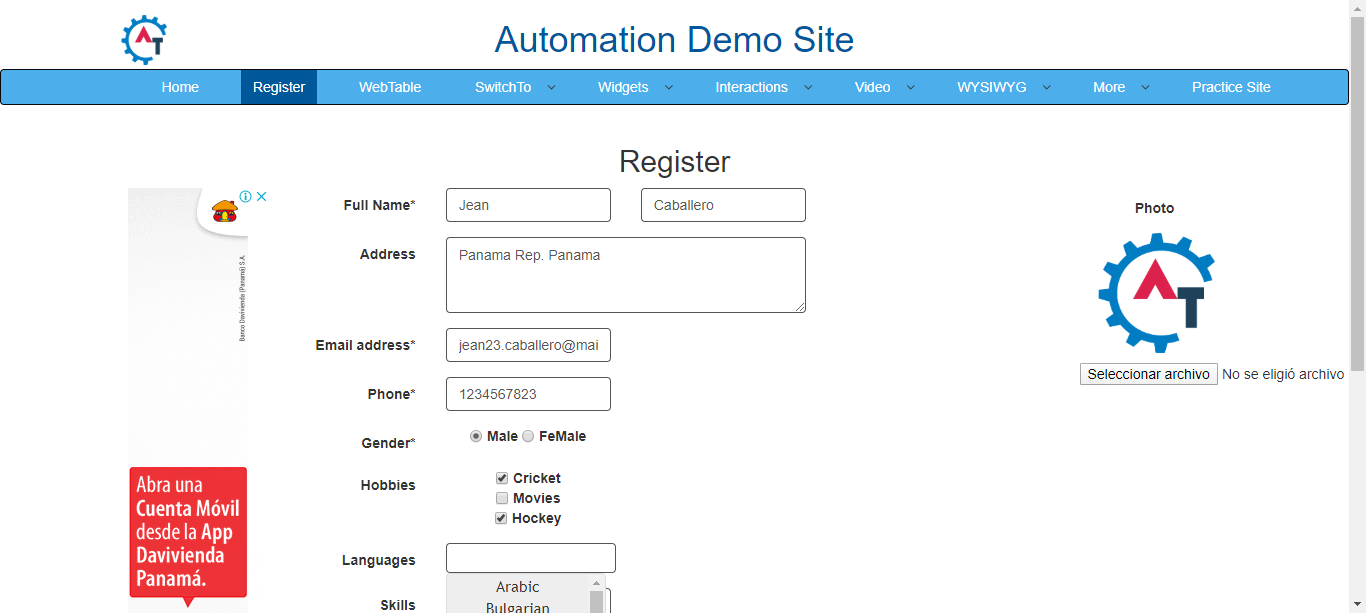 AT
Automation Demo Site
Home Register WebTable SwitchTo Widgets Interactions Video WYSIWYG More Practice Site
Register
Full Name* Jean Caballero
Photo
Address Panama Rep. Panama
AT
Banco Davivienda (Panamá) S.A.
Email address* jean23.caballero@mai
Seleccionar archivo No se eligió archivo
Phone* 1234567823
Gender* Male FeMale
Hobbies Cricket
Movies
Hockey
Abra una
Cuenta Móvil
desde la App
Davivienda
Panamá.
Languages
Arabic
Bulgarian
Skills